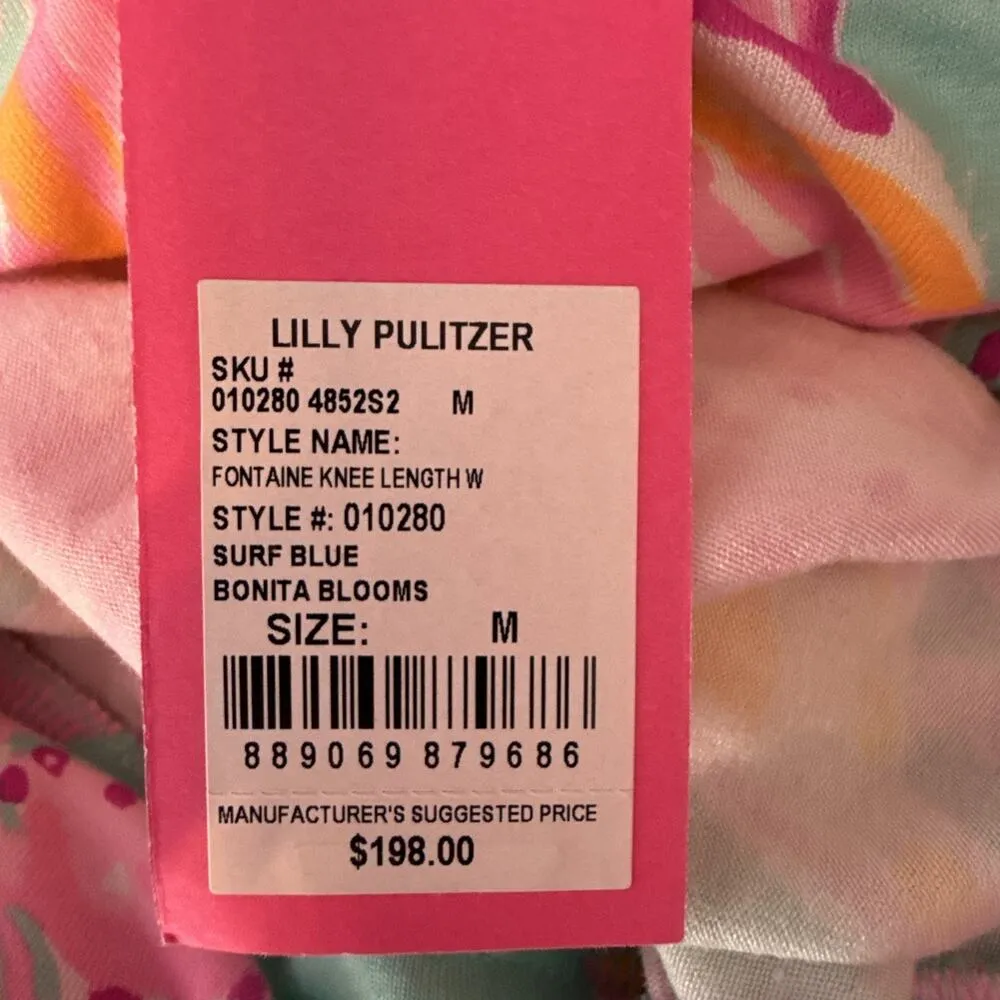 LILLY PULITZER
SKU #
010280 4852S2 M
STYLE NAME:
FONTAINE KNEE LENGTH W
STYLE #: 010280
SURF BLUE
BONITA BLOOMS
SIZE: M
889069 879686
MANUFACTURER'S SUGGESTED PRICE
$198.00